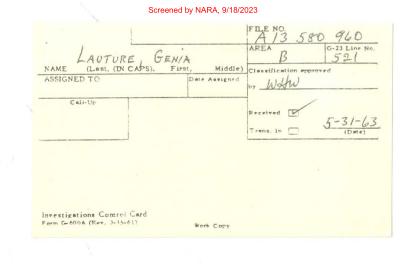 Screened by NARA, 9/18/2023
FILE NO.
A 13 580 960
AREA
B
G-23 Line No.
521
LAUTURE, GENIA
NAME (Last, (IN CAPS), First, Middle)
Classification approved
by WHW
ASSIGNED TO
Date Assigned
Call-Up
Received
Trans. in
5-31-63
(Date)
Investigations Control Card
Form G-600A (Rev. 3-15-61)
Work Copy